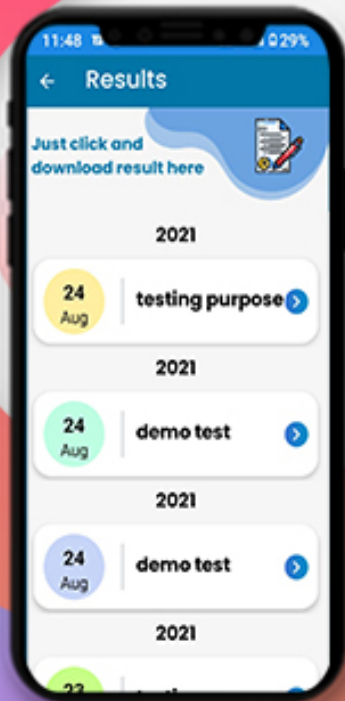 11:48
29%
Results
Just click and
download result here
2021
24
Aug
testing purpose
2021
24
Aug
demo test
2021
24
Aug
demo test
2021
23